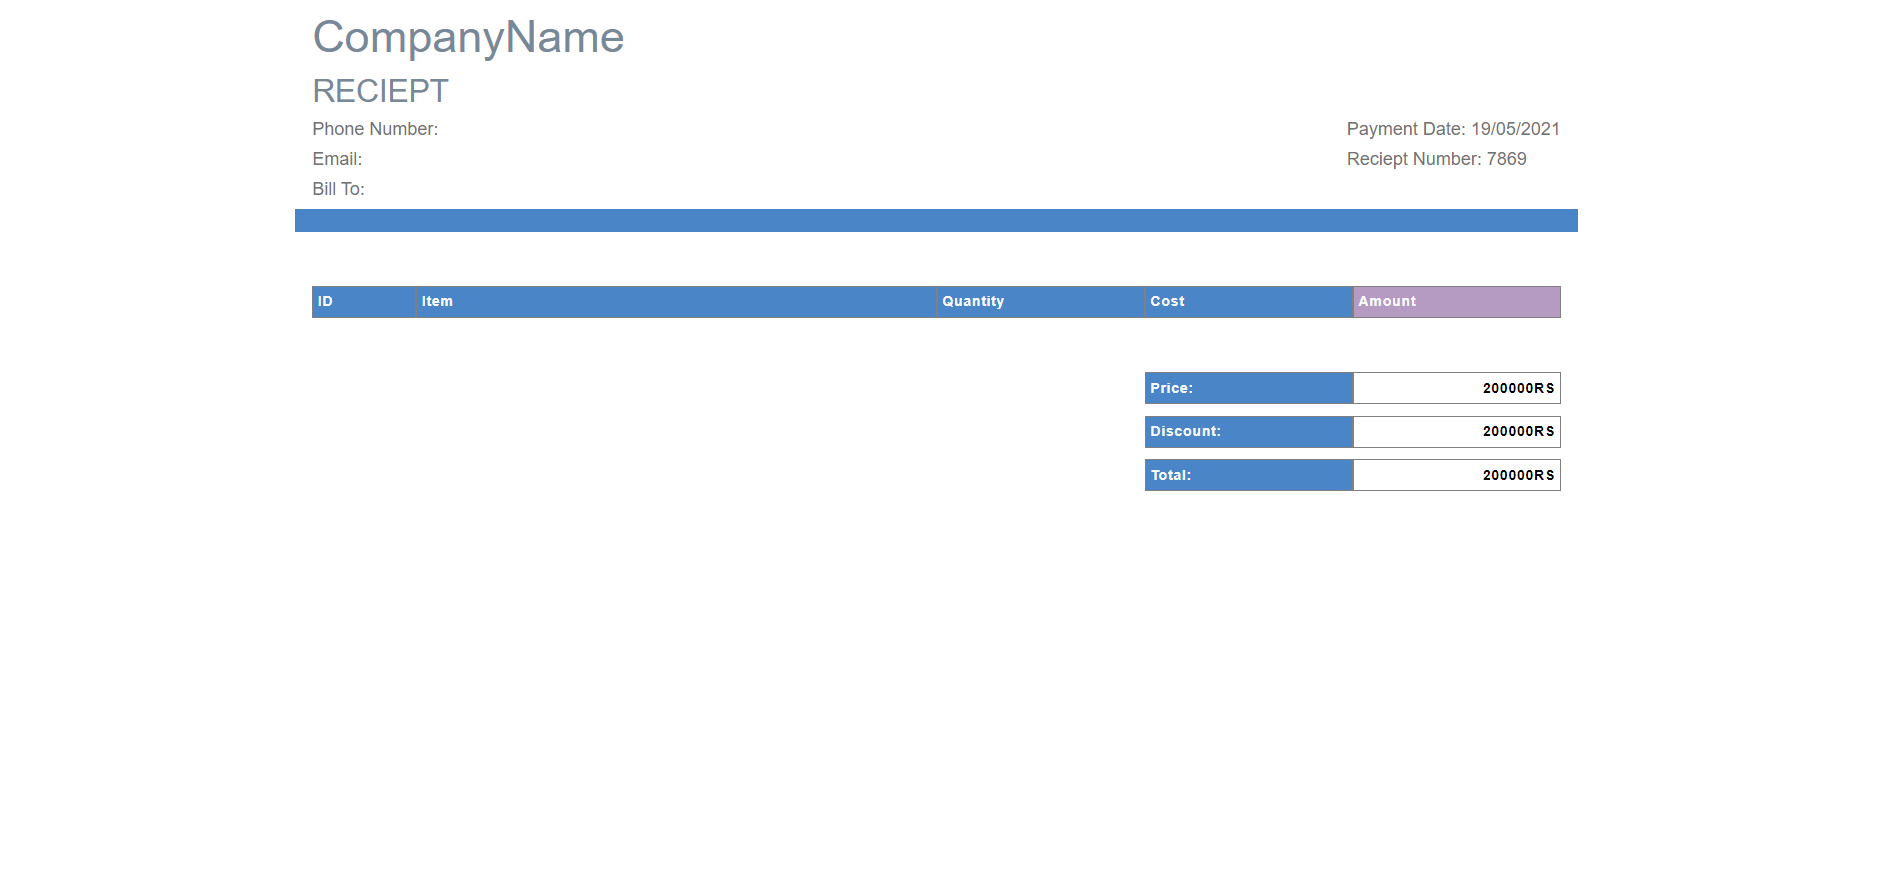 CompanyName
RECIEPT
Phone Number:
Payment Date: 19/05/2021
Email:
Reciept Number: 7869
Bill To:
ID Item Quantity Cost Amount
Price: 200000RS
Discount: 200000RS
Total: 200000RS